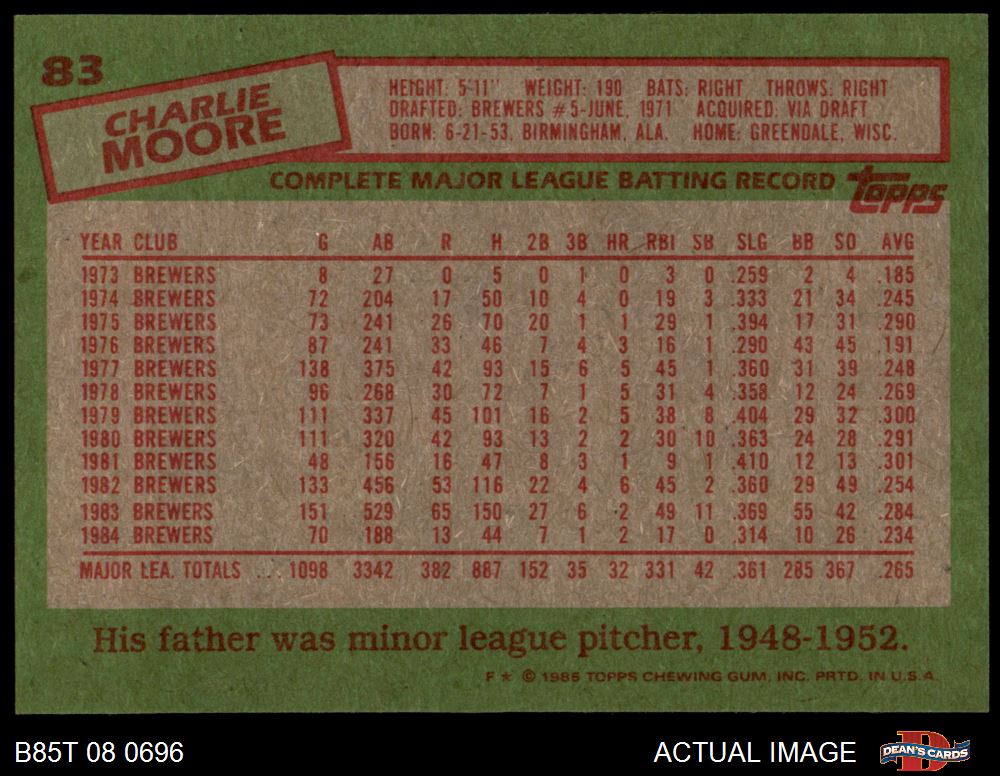 83
CHARLIE
MOORE
HEIGHT: 5'11" WEIGHT: 190 BATS: RIGHT THROWS: RIGHT
DRAFTED: BREWERS #5-JUNE, 1971 ACQUIRED: VIA DRAFT
BORN: 6-21-53, BIRMINGHAM, ALA. HOME: GREENDALE, WISC.
COMPLETE MAJOR LEAGUE BATTING RECORD topps
YEAR CLUB G AB R H 2B 3B HR RBI SB SLG BB SO AVG
1973 BREWERS 8 27 0 5 0 1 0 3 0 .259 2 4 .185
1974 BREWERS 72 204 17 50 10 4 0 19 3 .333 21 34 .245
1975 BREWERS 73 241 26 70 20 1 1 29 1 .394 17 31 .290
1976 BREWERS 87 241 33 46 7 4 3 16 1 .290 43 45 .191
1977 BREWERS 138 375 42 93 15 6 5 45 1 .360 31 39 .248
1978 BREWERS 96 268 30 72 7 1 5 31 4 .358 12 24 .269
1979 BREWERS 111 337 45 101 16 2 5 38 8 .404 29 32 .300
1980 BREWERS 111 320 42 93 13 2 2 30 10 .363 24 28 .291
1981 BREWERS 48 156 16 47 8 3 1 9 1 .410 12 13 .301
1982 BREWERS 133 456 53 116 22 4 6 45 2 .360 29 49 .254
1983 BREWERS 151 529 65 150 27 6 2 49 11 .369 55 42 .284
1984 BREWERS 70 188 13 44 7 1 2 17 0 .314 10 26 .234
MAJOR LEA. TOTALS ... 1098 3342 382 887 152 35 32 331 42 .361 285 367 .265
His father was minor league pitcher, 1948-1952.
F * © 1985 TOPPS CHEWING GUM, INC. PRTD. IN U.S.A.
B85T 08 0696 ACTUAL IMAGE D DEAN'S CARDS